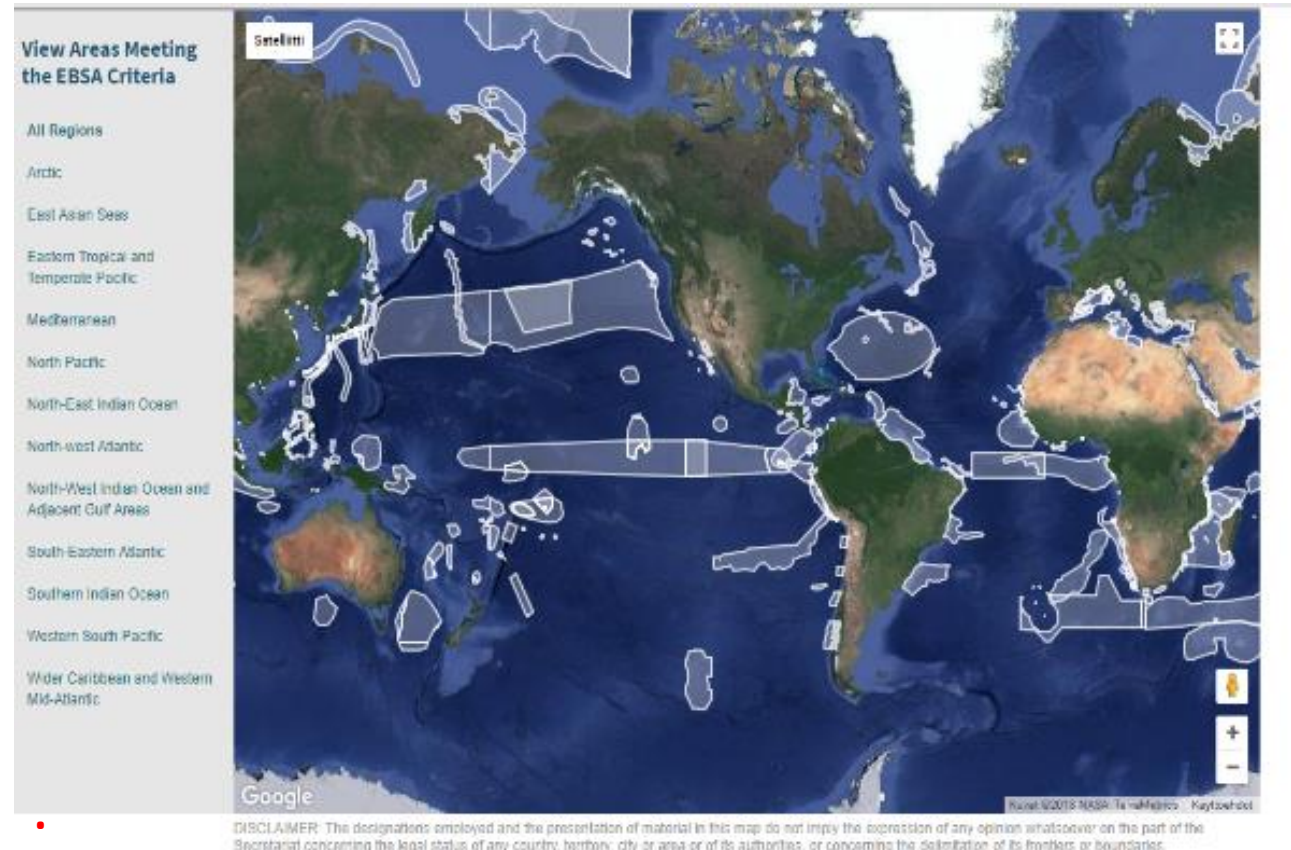 View Areas Meeting
the EBSA Criteria
All Regions
Arctic
East Asian Seas
Eastern Tropical and
Temperate Pacific
Mediterranean
North Pacific
North-East Indian Ocean
North-west Atlantic
North-West Indian Ocean and
Adjacent Gulf Areas
South-Eastern Atlantic
Southern Indian Ocean
Western South Pacific
Wider Caribbean and Western
Mid-Atlantic
Satelliitti
Google
Kuvat ©2018 NASA, TerraMetrics Käyttöehdot
DISCLAIMER: The designations employed and the presentation of material in this map do not imply the expression of any opinion whatsoever on the part of the
Secretariat concerning the legal status of any country, territory, city or area or of its authorities, or concerning the delimitation of its frontiers or boundaries.